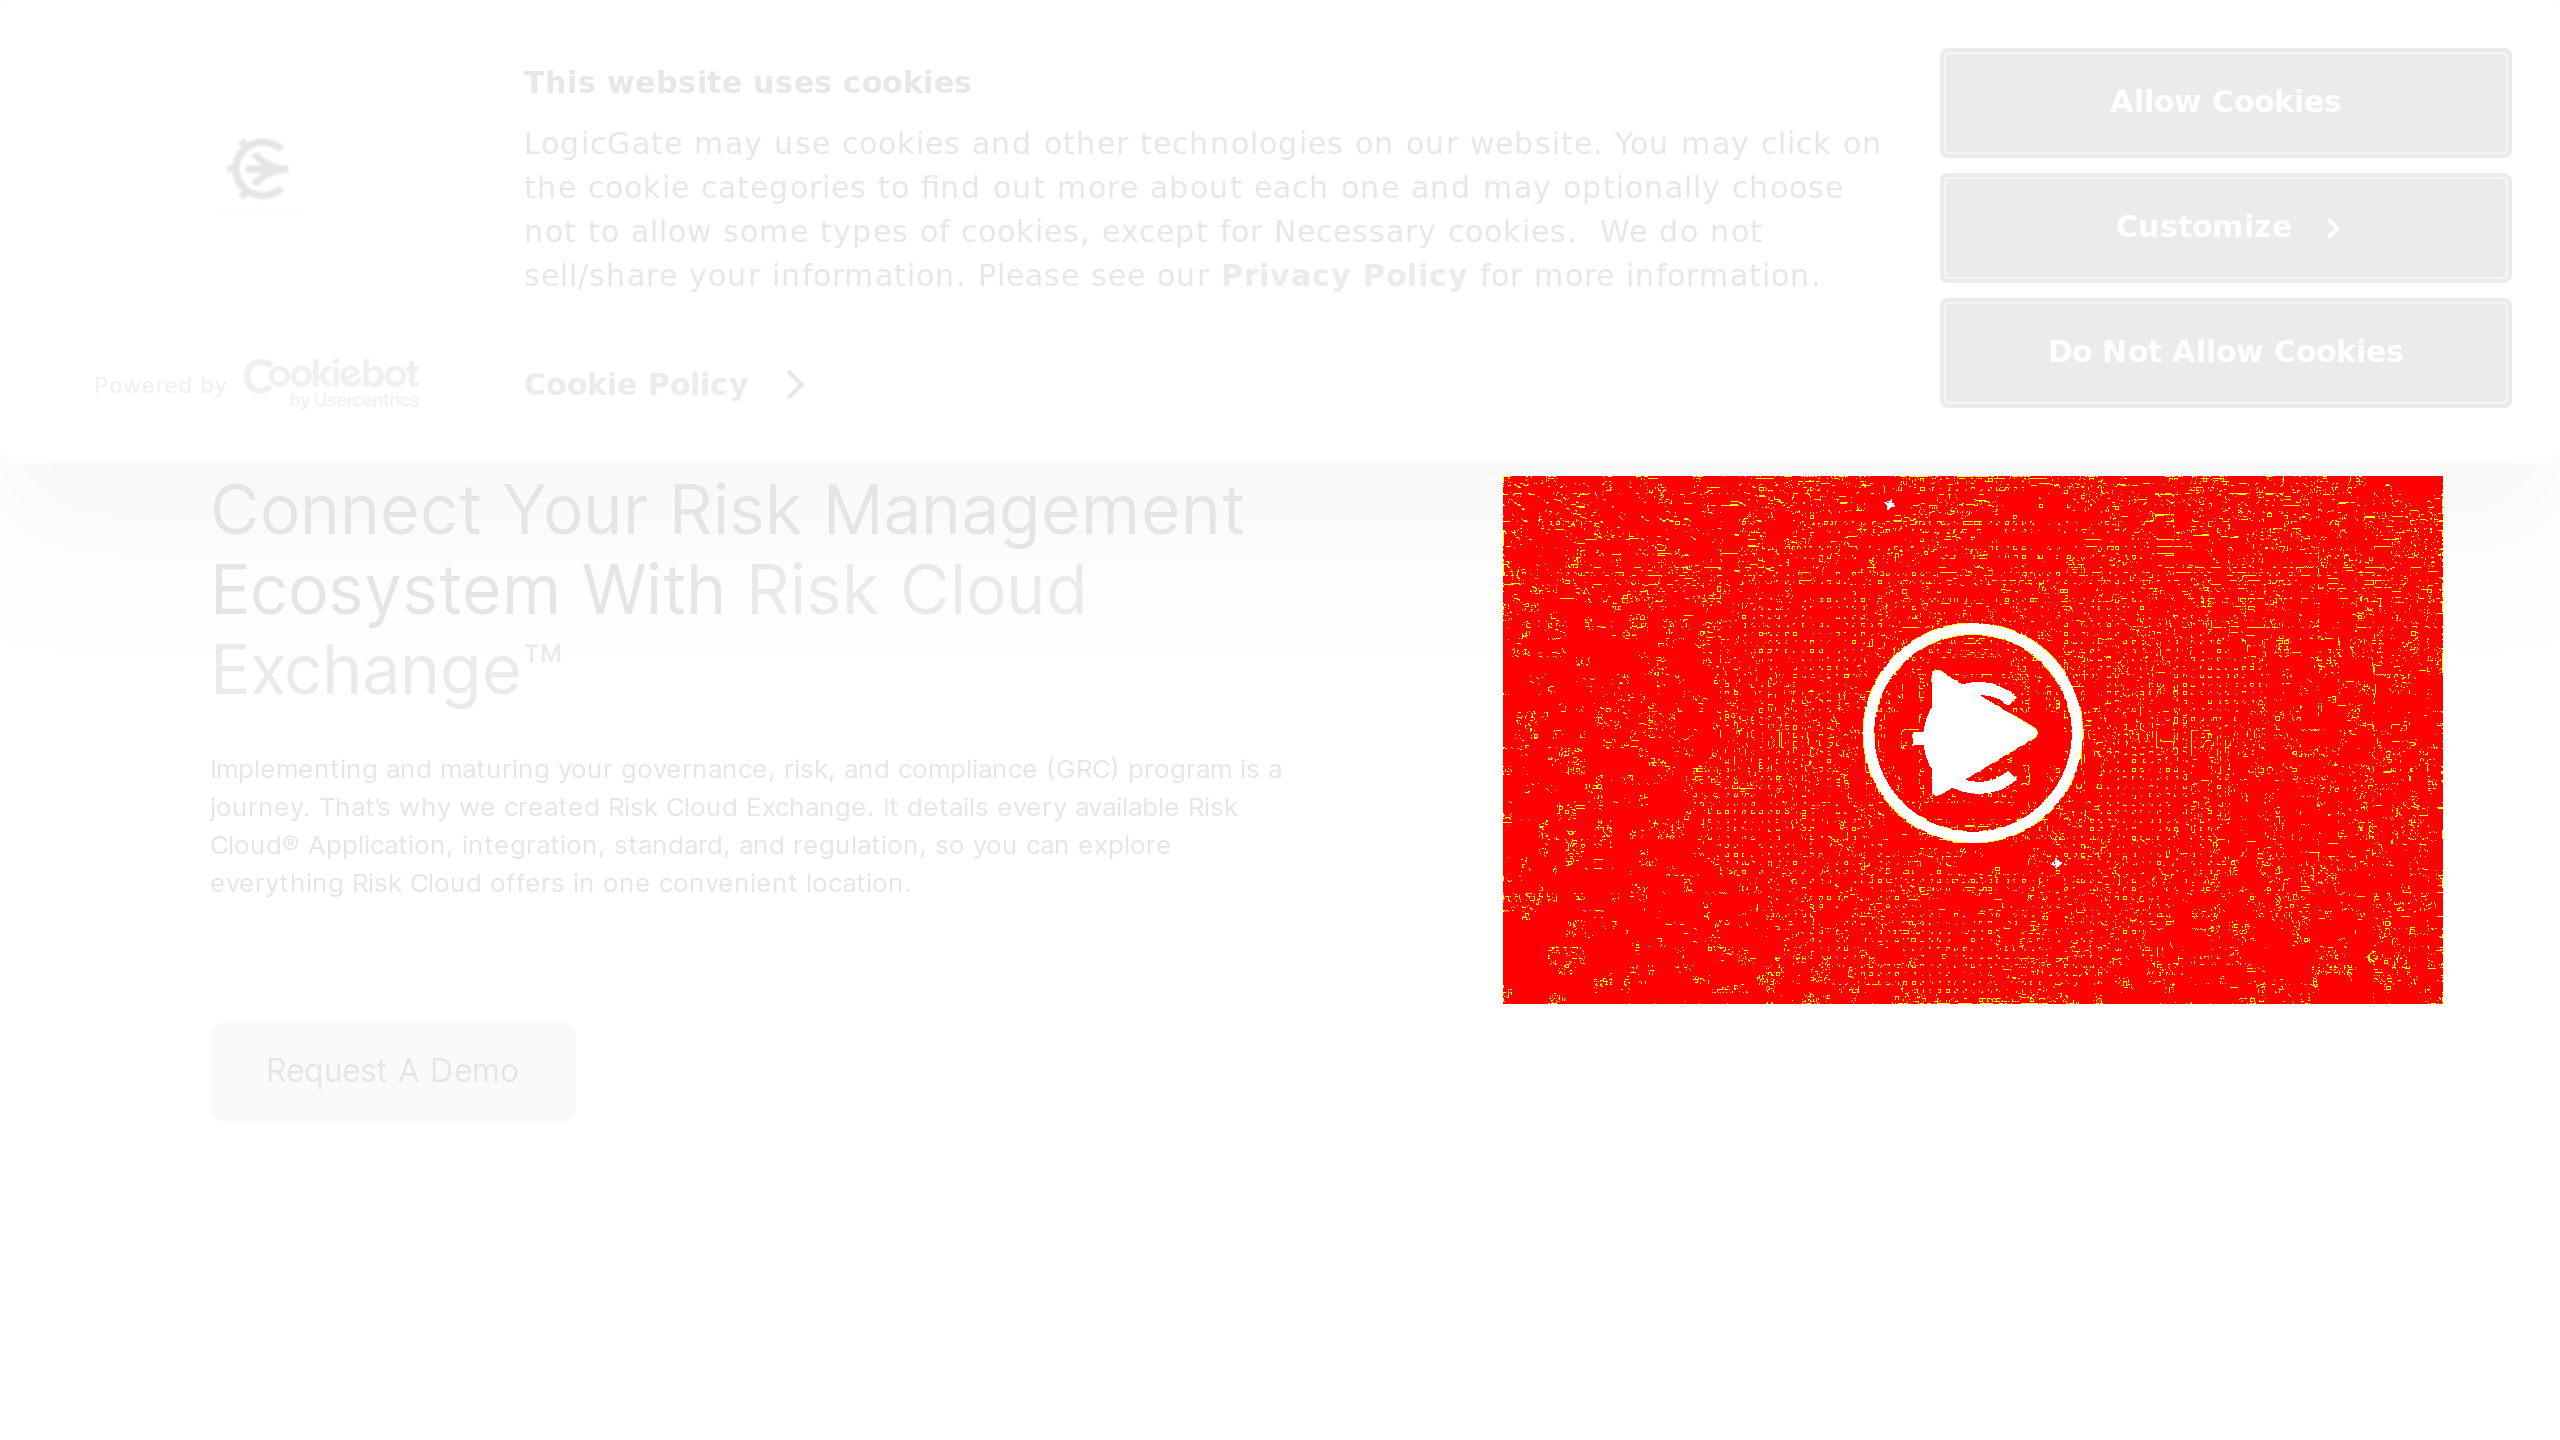 This website uses cookies
LogicGate may use cookies and other technologies on our website. You may click on
the cookie categories to find out more about each one and may optionally choose
not to allow some types of cookies, except for Necessary cookies.  We do not
sell/share your information. Please see our Privacy Policy for more information.
Powered by Cookiebot
by Usercentrics
Cookie Policy
Allow Cookies
Customize
Do Not Allow Cookies
Connect Your Risk Management
Ecosystem With Risk Cloud
Exchange™
Implementing and maturing your governance, risk, and compliance (GRC) program is a
journey. That’s why we created Risk Cloud Exchange. It details every available Risk
Cloud® Application, integration, standard, and regulation, so you can explore
everything Risk Cloud offers in one convenient location.
Request A Demo